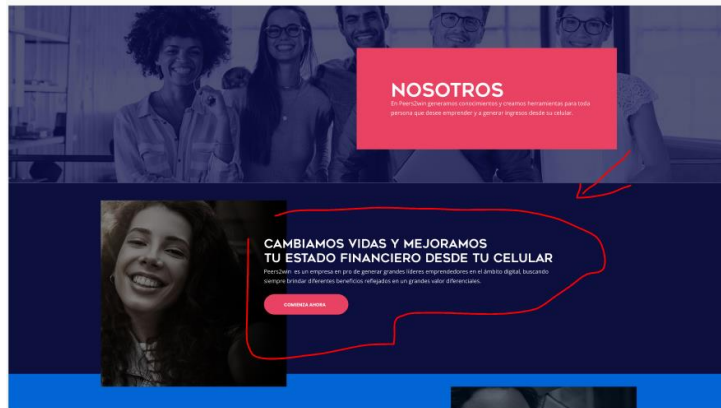 NOSOTROS
En Peers2win generamos conocimientos y creamos herramientas para toda
persona que decee emprender y a generar ingresos desde su celular.
CAMBIAMOS VIDAS Y MEJORAMOS
TU ESTADO FINANCIERO DESDE TU CELULAR
Peers2win es un empresa en pro de generar grandes líderes emprendedores en el ámbito digital, buscando
siempre brindar diferentes beneficios reflejados en un grandes valor diferenciales.
COMIENZA AHORA